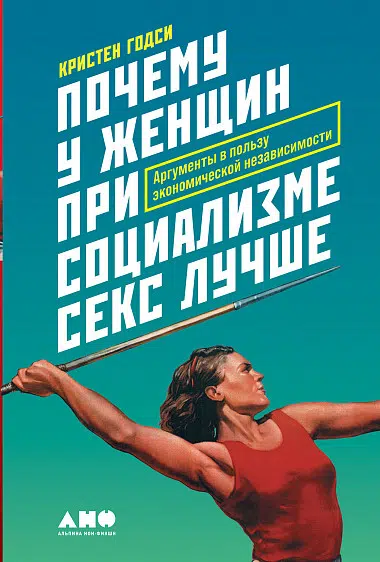 КРИСТЕН ГОДСИ
ПОЧЕМУ
У ЖЕНЩИН
ПРИ
Аргументы в пользу
экономической независимости
СОЦИАЛИЗМЕ
СЕКС ЛУЧШЕ
АНФ
АЛЬПИНА НОН-ФИКШН